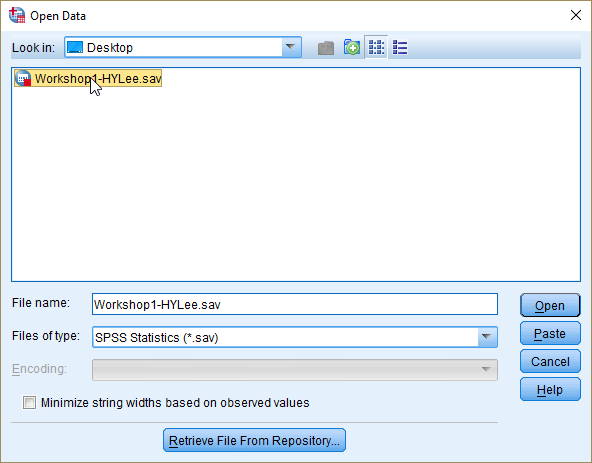 Open Data
Look in: Desktop
Workshop1-HYLee.sav
File name: Workshop1-HYLee.sav
Open
Files of type: SPSS Statistics (*.sav)
Paste
Encoding:
Cancel
Help
Minimize string widths based on observed values
Retrieve File From Repository...